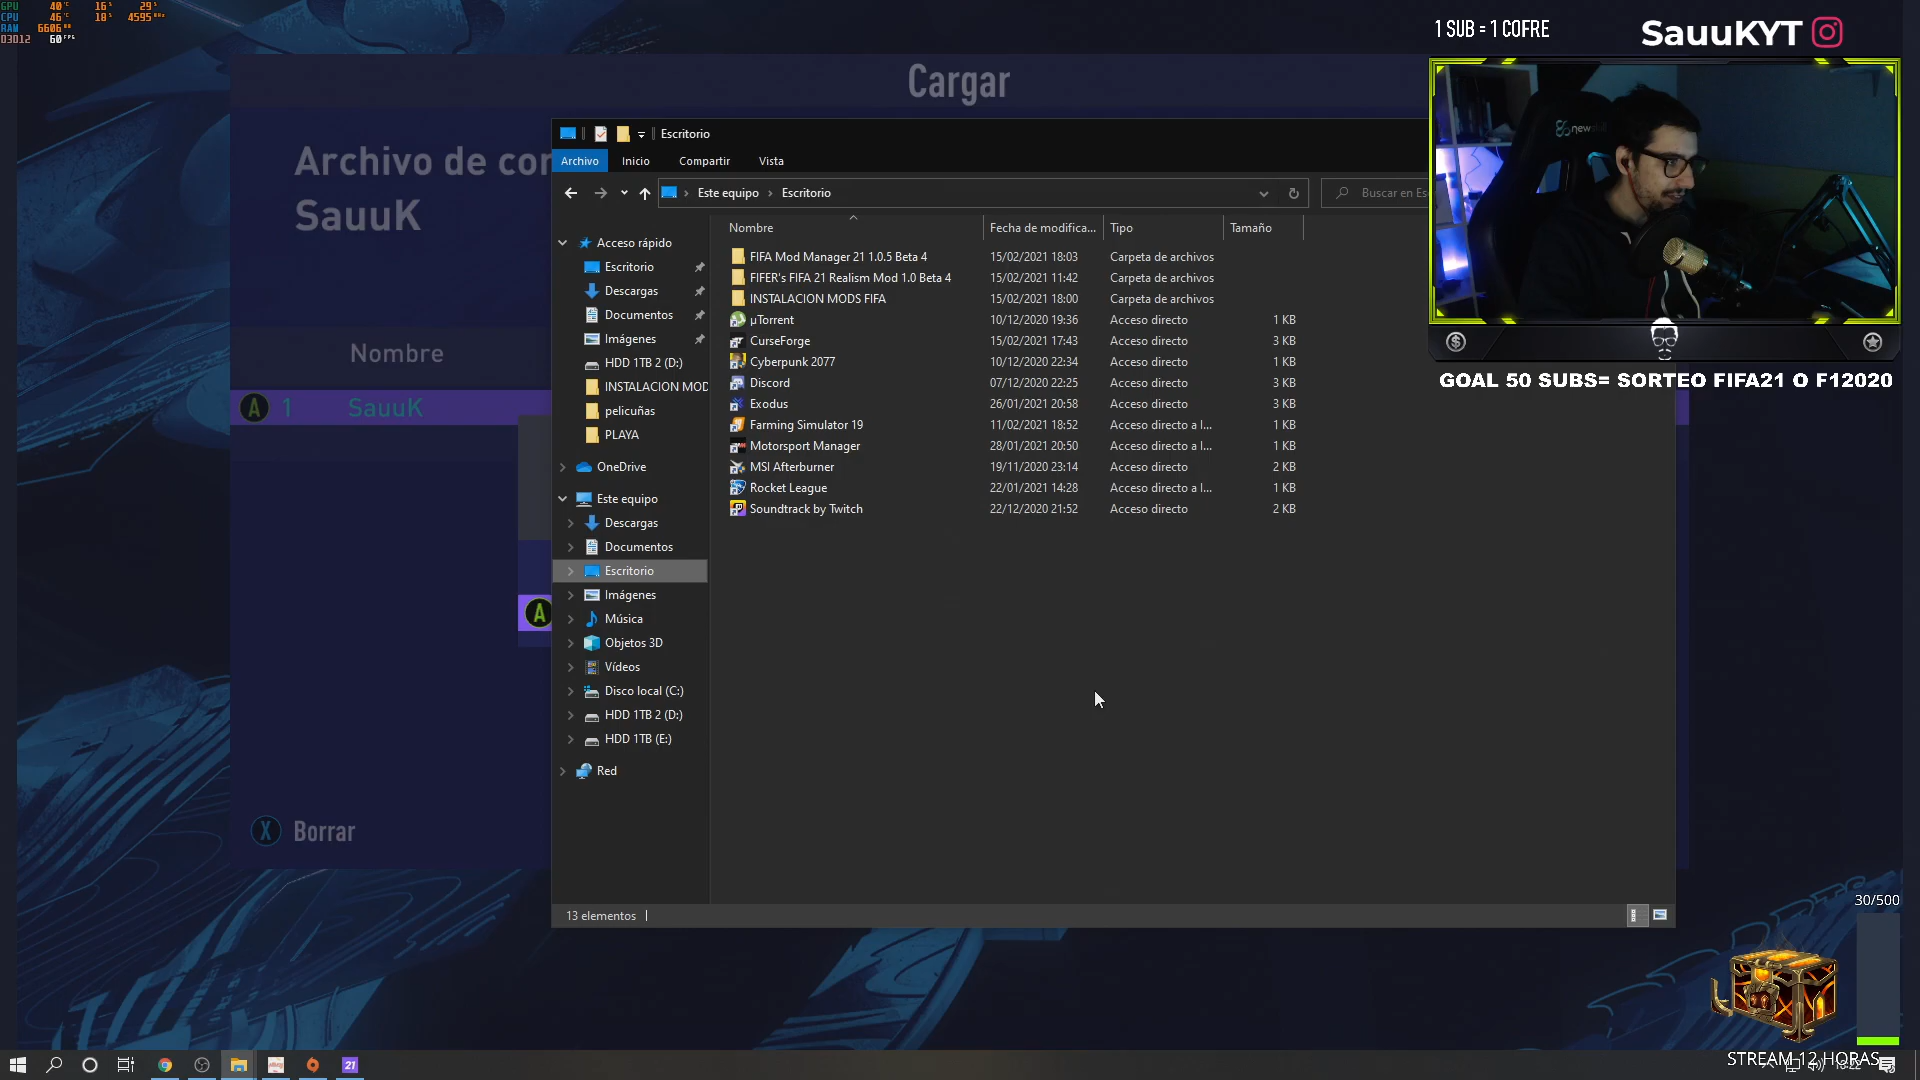 GPU 40°C 16% 29%
CPU 46°C 18% 4595
RAM 6606
D3D12 60 FPS
1 SUB = 1 COFRE
SauuKYT
Cargar
Archivo de con
SauuK
Nombre
A 1 SauuK
A
X Borrar
Escritorio
Archivo Inicio Compartir Vista
Este equipo Escritorio
Buscar en Es
Nombre Fecha de modifica... Tipo Tamaño
Acceso rápido
Escritorio
Descargas
Documentos
Imágenes
HDD 1TB 2 (D:)
INSTALACION MOD
pelicuñas
PLAYA
OneDrive
Este equipo
Descargas
Documentos
Escritorio
Imágenes
Música
Objetos 3D
Vídeos
Disco local (C:)
HDD 1TB 2 (D:)
HDD 1TB (E:)
Red
FIFA Mod Manager 21 1.0.5 Beta 4 15/02/2021 18:03 Carpeta de archivos
FIFER's FIFA 21 Realism Mod 1.0 Beta 4 15/02/2021 11:42 Carpeta de archivos
INSTALACION MODS FIFA 15/02/2021 18:00 Carpeta de archivos
µTorrent 10/12/2020 19:36 Acceso directo 1 KB
CurseForge 15/02/2021 17:43 Acceso directo 3 KB
Cyberpunk 2077 10/12/2020 22:34 Acceso directo 1 KB
Discord 07/12/2020 22:25 Acceso directo 3 KB
Exodus 26/01/2021 20:58 Acceso directo 3 KB
Farming Simulator 19 11/02/2021 18:52 Acceso directo a I... 1 KB
Motorsport Manager 28/01/2021 20:50 Acceso directo a I... 1 KB
MSI Afterburner 19/11/2020 23:14 Acceso directo 2 KB
Rocket League 22/01/2021 14:28 Acceso directo a I... 1 KB
Soundtrack by Twitch 22/12/2020 21:52 Acceso directo 2 KB
13 elementos
new
GOAL 50 SUBS= SORTEO FIFA21 O F12020
30/500
STREAM 12 HORAS
21